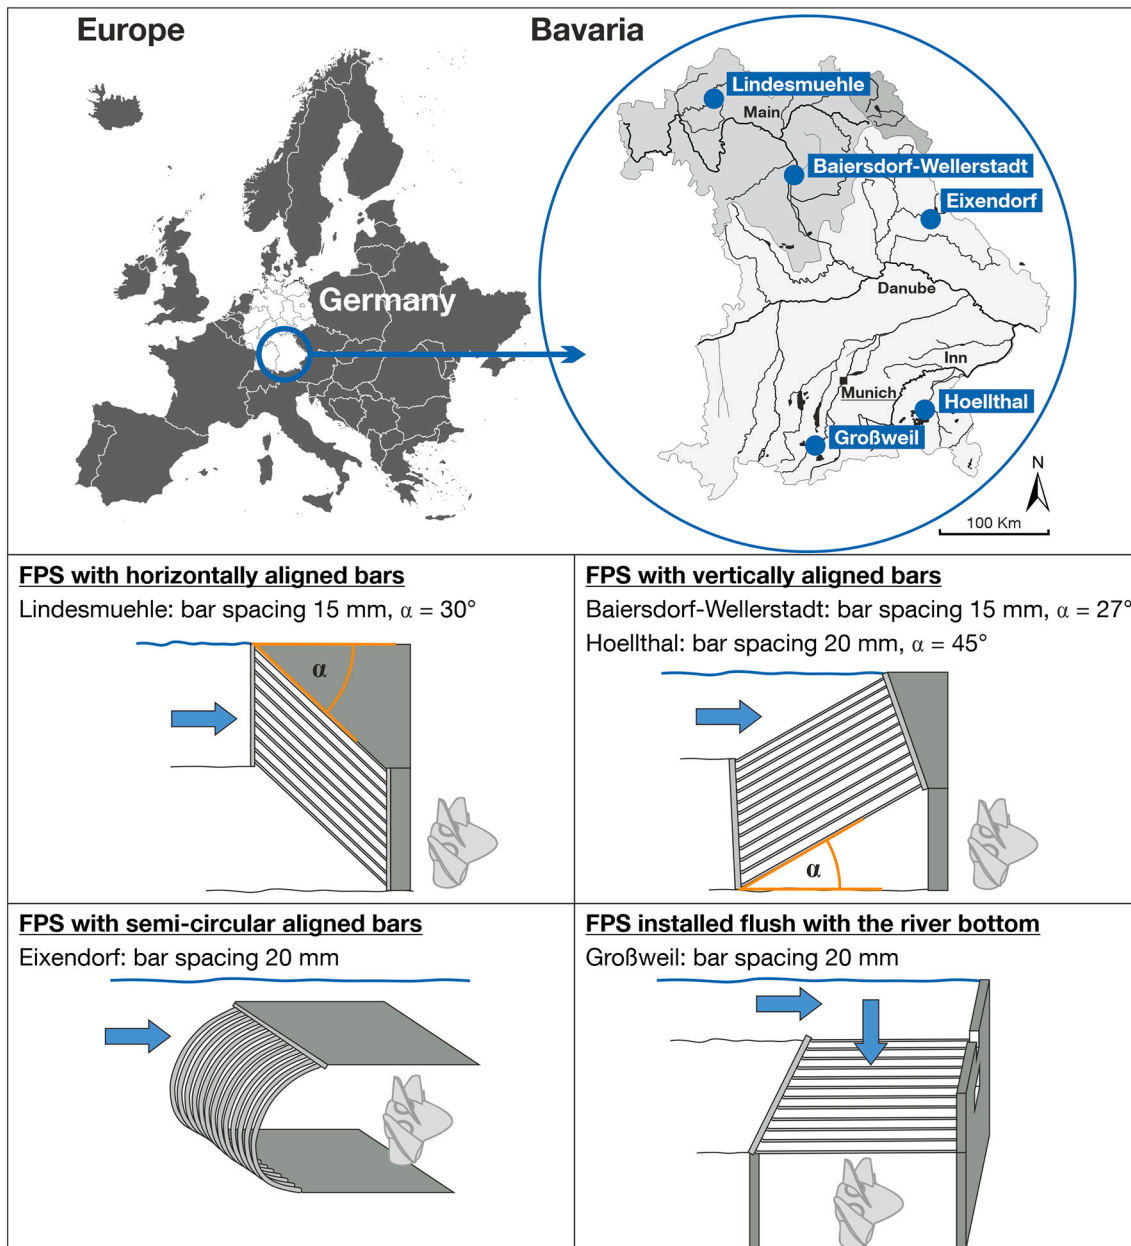 Europe
Bavaria
Germany
Lindesmuehle
Main
Baiersdorf-Wellerstadt
Eixendorf
Danube
Inn
Munich
Hoellthal
Großweil
N
100 Km
FPS with horizontally aligned bars
Lindesmuehle: bar spacing 15 mm, α = 30°
α
FPS with vertically aligned bars
Baiersdorf-Wellerstadt: bar spacing 15 mm, α = 27°
Hoellthal: bar spacing 20 mm, α = 45°
α
FPS with semi-circular aligned bars
Eixendorf: bar spacing 20 mm
FPS installed flush with the river bottom
Großweil: bar spacing 20 mm